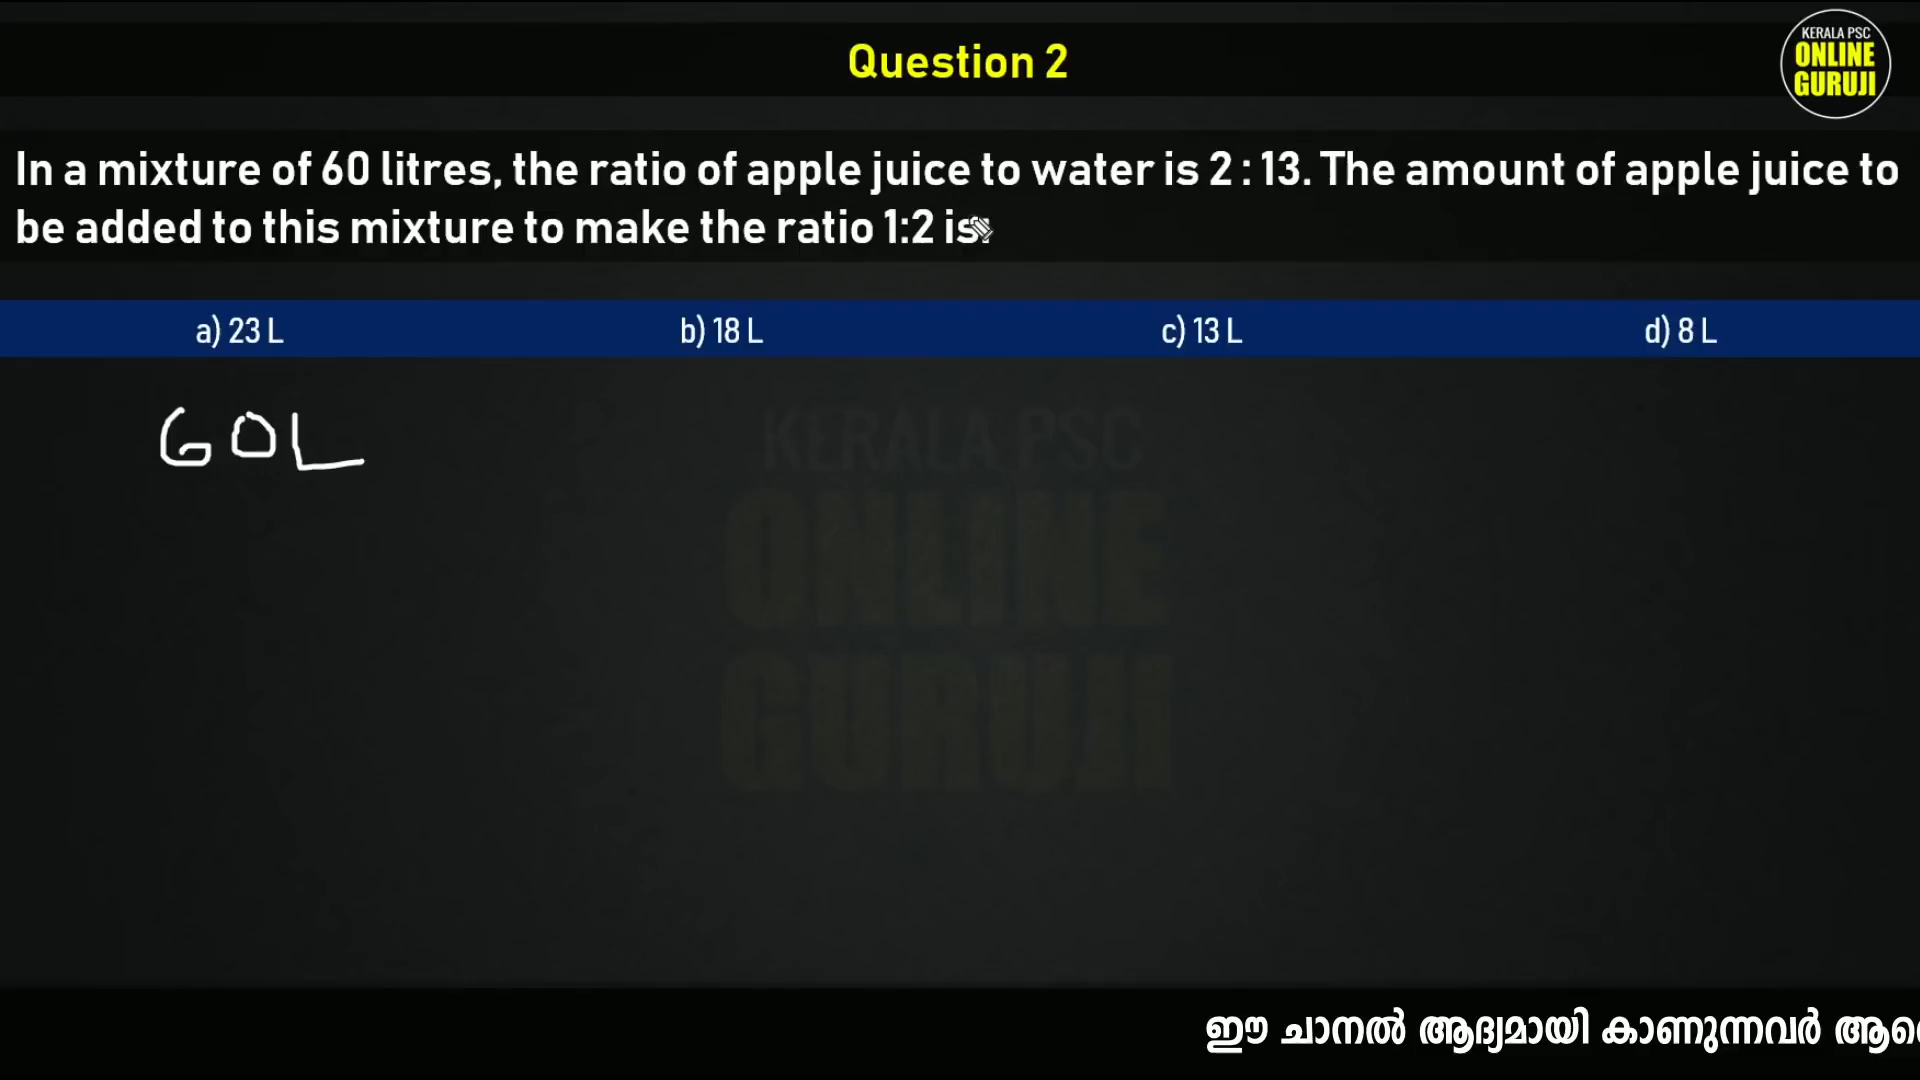 Question 2
KERALA PSC
ONLINE
GURUJI
In a mixture of 60 litres, the ratio of apple juice to water is 2 : 13. The amount of apple juice to
be added to this mixture to make the ratio 1:2 is:
a) 23 L
b) 18 L
c) 13 L
d) 8 L
60L
KERALA PSC
ONLINE
GURUJI
ഈ ചാനൽ ആദ്യമായി കാണുന്നവർ